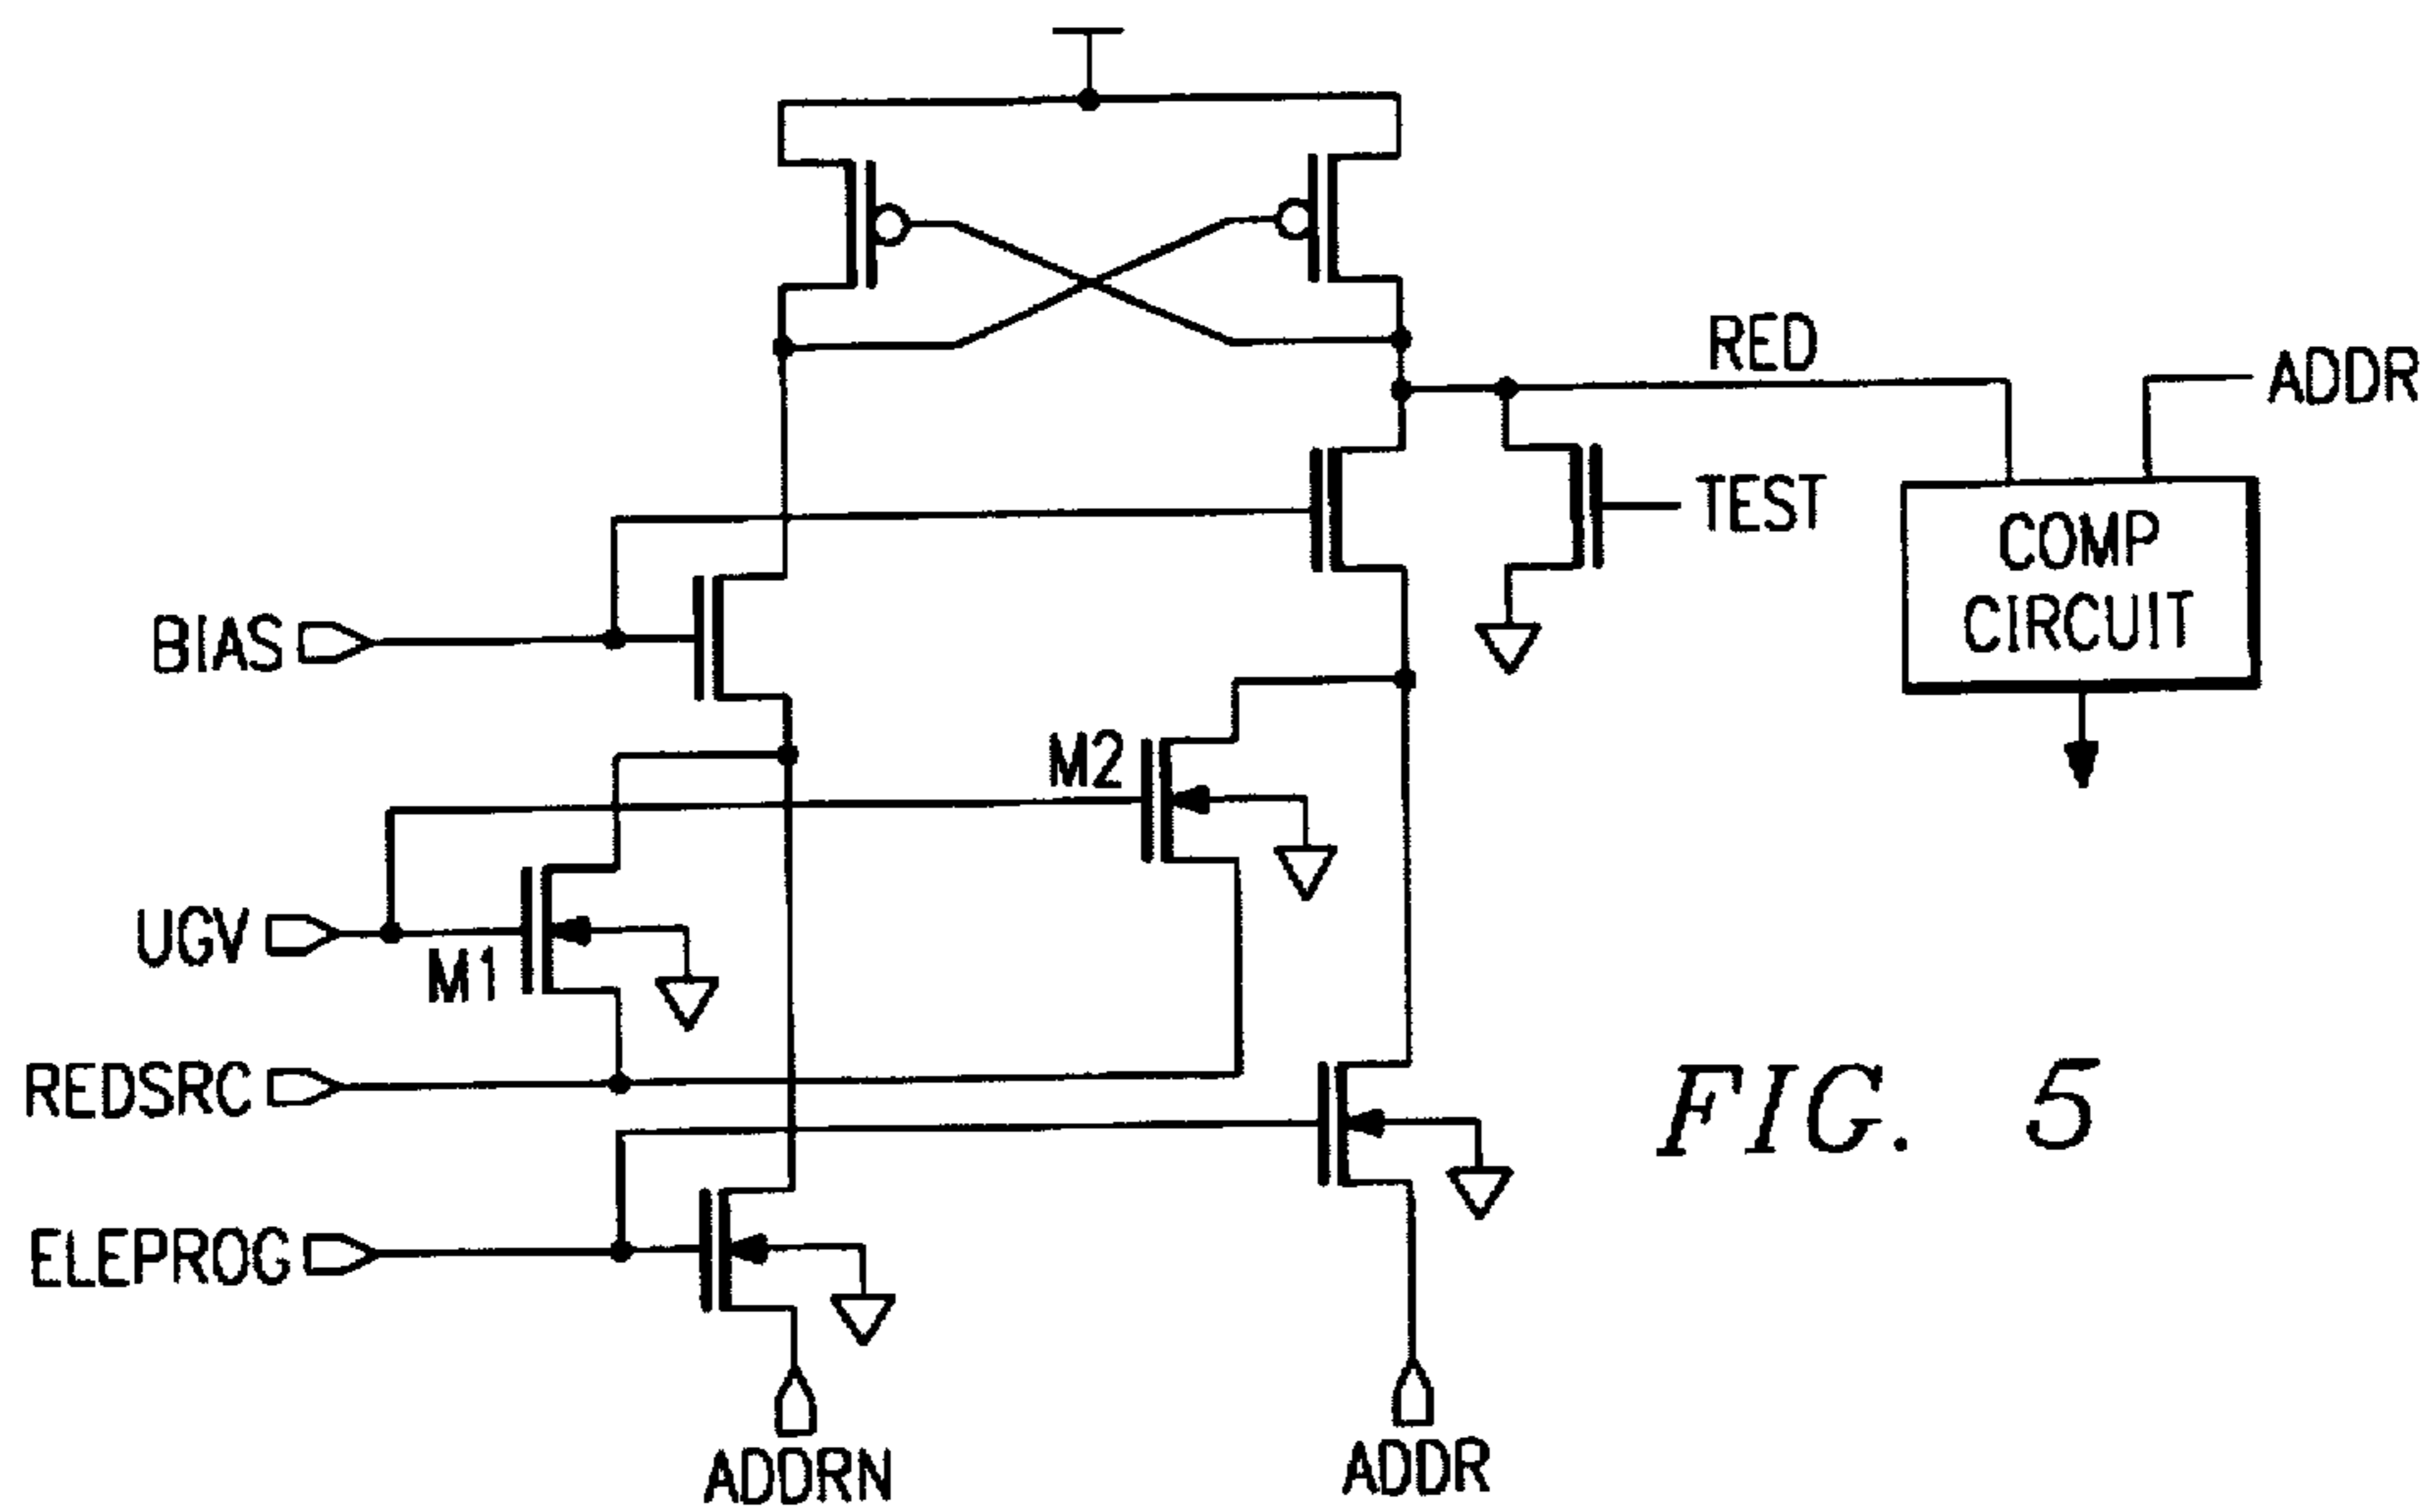 RED
ADDR
TEST
COMP
CIRCUIT
BIAS
M2
UGV
M1
REDSRC
FIG. 5
ELEPROG
ADDRN
ADDR